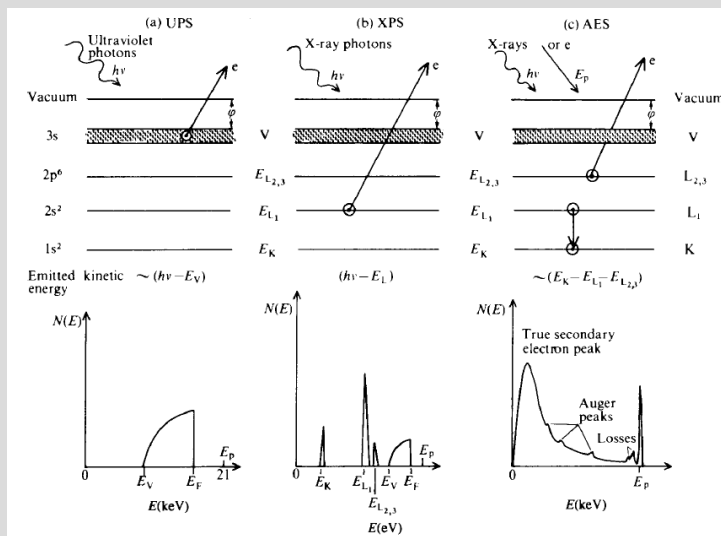 (a) UPS
Ultraviolet
photons
hν
e
Vacuum
φ
3s
2p⁶
2s²
1s²
Emitted kinetic ~(hν−E_V)
energy
(b) XPS
X-ray photons
hν
e
φ
V
E_L₂,₃
E_L₁
E_K
(hν−E_L)
(c) AES
X-rays or e
hν
E_p
e
Vacuum
φ
V V
E_L₂,₃ L₂,₃
E_L₁ L₁
E_K K
~(E_K−E_L₁−E_L₂,₃)
N(E)
0
E_V
E_F
E_p
21
E(keV)
N(E)
0
E_K
E_L₁
E_L₂,₃
E_V
E_F
E_p
E(eV)
N(E)
True secondary
electron peak
Auger
peaks
Losses
0
E_p
E(keV)